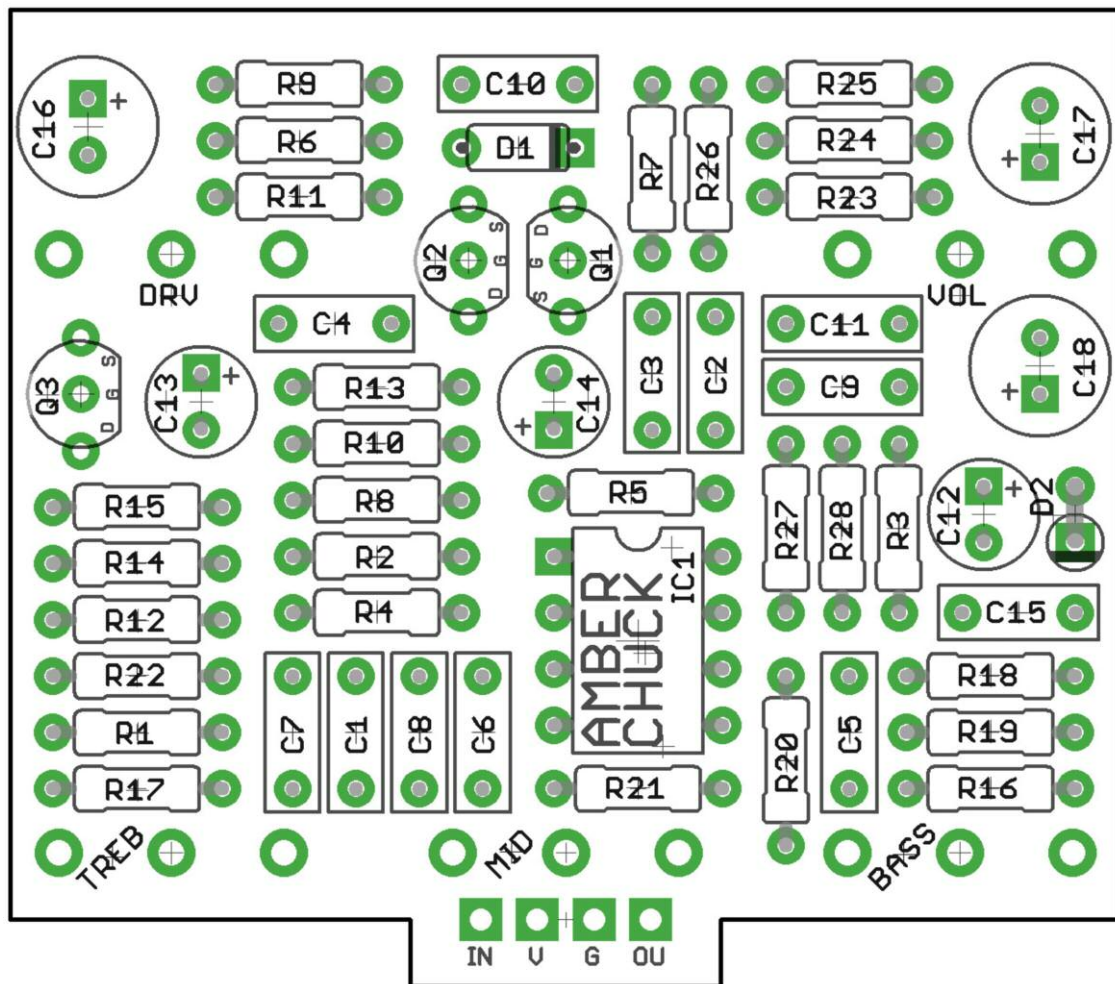 C16
+
R9
R6
R11
C10
D1
R7
R26
R25
R24
R23
C17
+
DRV
Q2
S
G
D
Q1
D
G
S
VOL
C4
C3
C2
C11
C9
C18
+
Q3
S
G
D
C13
+
R13
R10
R8
R2
R4
C14
+
R5
R27
R28
R3
C12
+
D2
R15
R14
R12
R22
R1
R17
IC1
AMBER
CHUCK
C15
C7
C1
C8
C6
R21
R20
C5
R18
R19
R16
TREB
MID
BASS
IN
V
G
OU